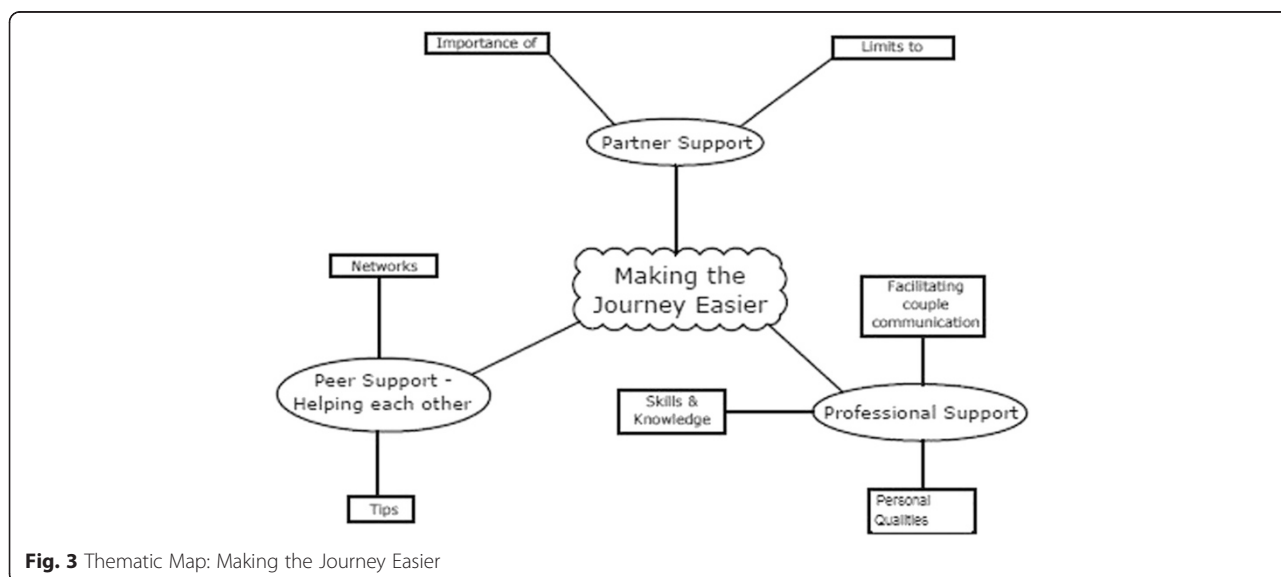 Importance of
Limits to
Partner Support
Networks
Making the
Journey Easier
Facilitating
couple
communication
Peer Support -
Helping each other
Skills &
Knowledge
Professional Support
Tips
Personal
Qualities
Fig. 3 Thematic Map: Making the Journey Easier